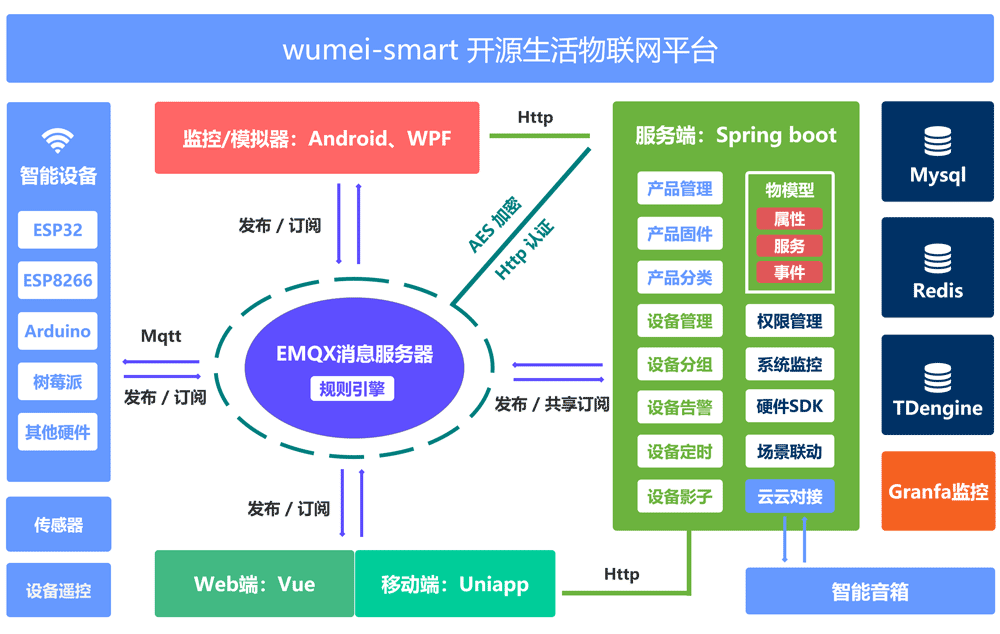 wumei-smart 开源生活物联网平台
智能设备
ESP32
ESP8266
Arduino
树莓派
其他硬件
传感器
设备遥控
监控/模拟器：Android、WPF
Http
发布 / 订阅
AES 加密
Http 认证
EMQX消息服务器
规则引擎
Mqtt
发布 / 订阅
发布 / 共享订阅
发布 / 订阅
Web端：Vue
移动端：Uniapp
Http
服务端：Spring boot
产品管理
产品固件
产品分类
设备管理
设备分组
设备告警
设备定时
设备影子
物模型
属性
服务
事件
权限管理
系统监控
硬件SDK
场景联动
云云对接
智能音箱
Mysql
Redis
TDengine
Granfa监控